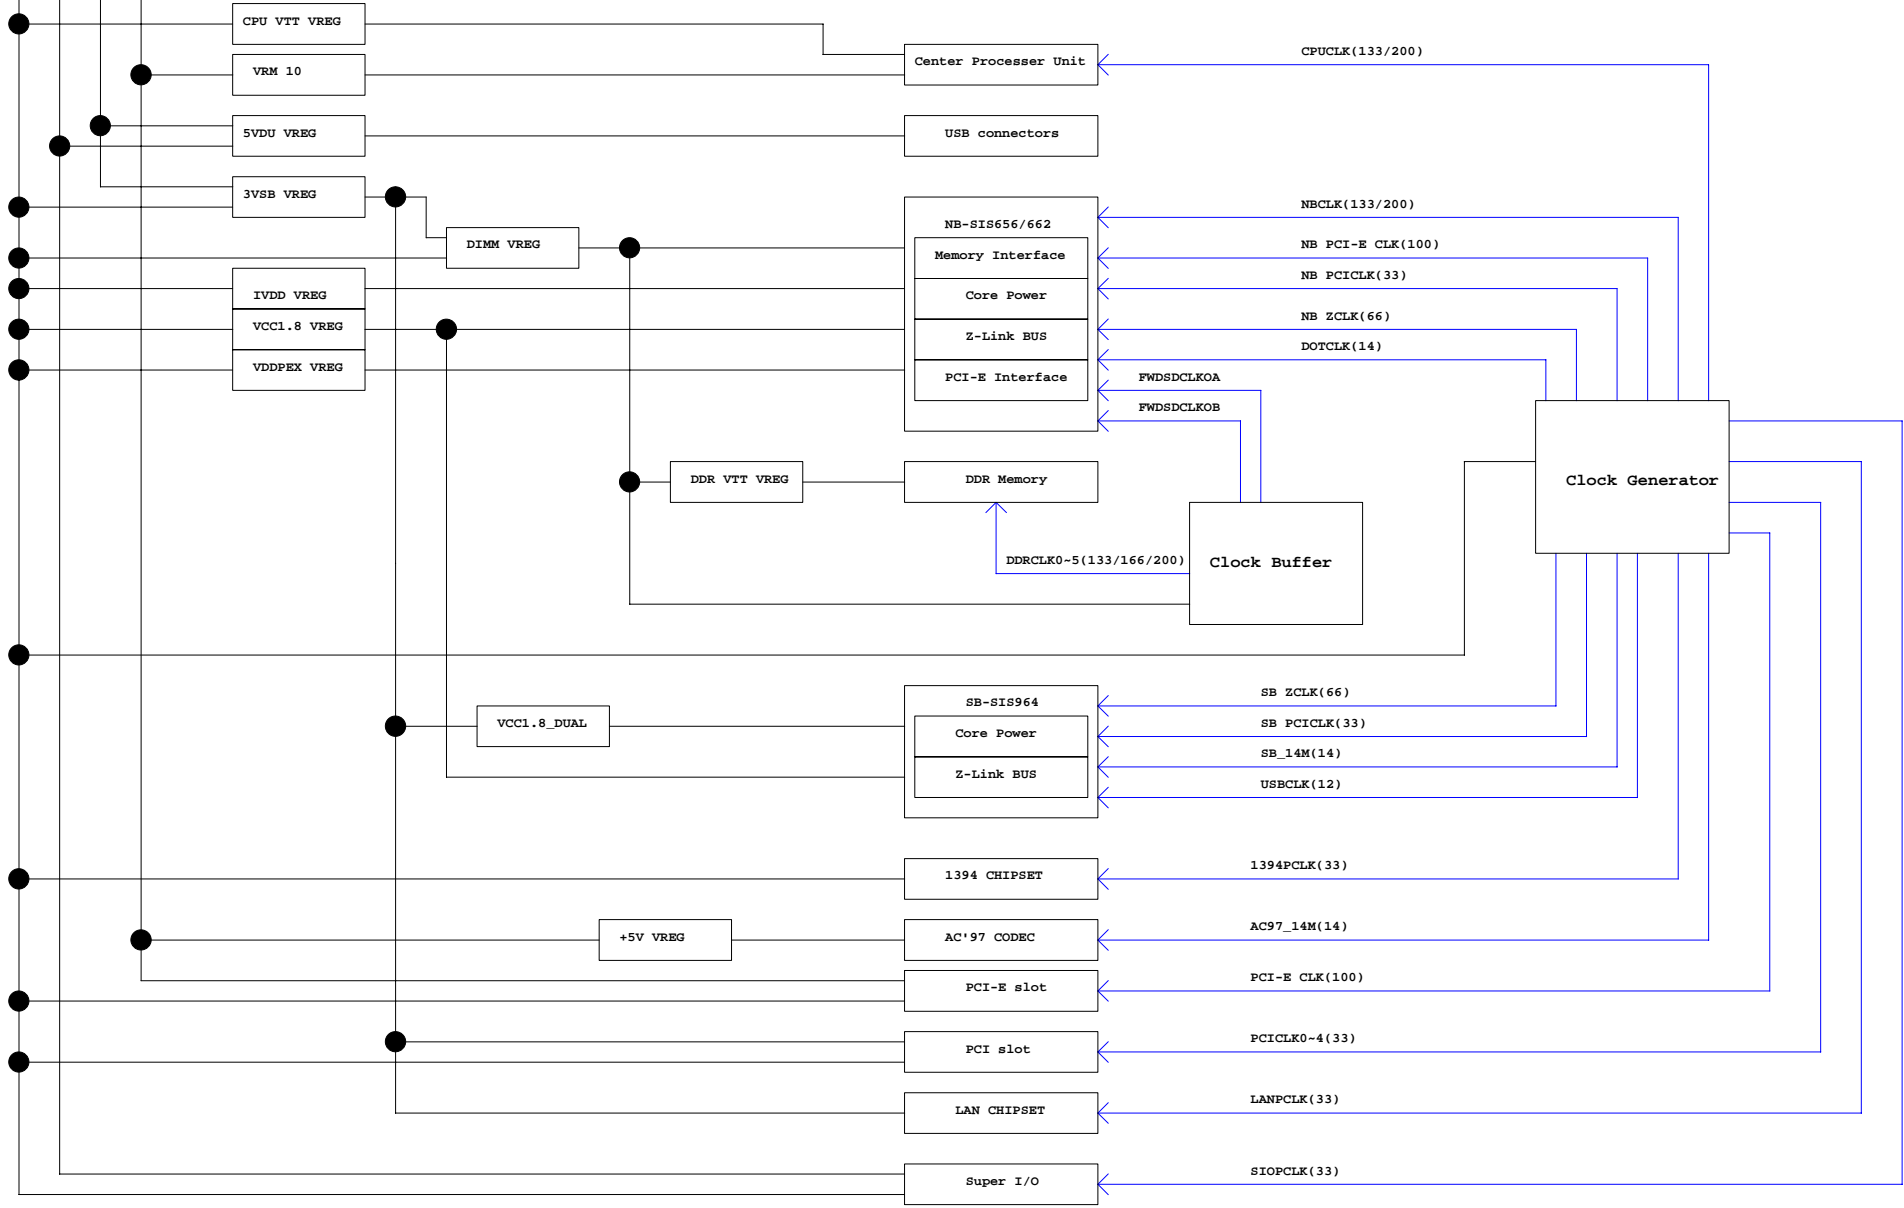 CPU VTT VREG
VRM 10
Center Processer Unit
CPUCLK(133/200)
5VDU VREG
USB connectors
3VSB VREG
DIMM VREG
NB-SIS656/662
NBCLK(133/200)
Memory Interface
NB PCI-E CLK(100)
NB PCICLK(33)
IVDD VREG
Core Power
VCC1.8 VREG
Z-Link BUS
NB ZCLK(66)
DOTCLK(14)
VDDPEX VREG
PCI-E Interface
FWDSDCLKOA
FWDSDCLKOB
DDR VTT VREG
DDR Memory
Clock Generator
DDRCLK0~5(133/166/200)
Clock Buffer
SB-SIS964
SB ZCLK(66)
VCC1.8_DUAL
Core Power
SB PCICLK(33)
SB_14M(14)
Z-Link BUS
USBCLK(12)
1394 CHIPSET
1394PCLK(33)
+5V VREG
AC'97 CODEC
AC97_14M(14)
PCI-E slot
PCI-E CLK(100)
PCI slot
PCICLK0~4(33)
LAN CHIPSET
LANPCLK(33)
Super I/O
SIOPCLK(33)